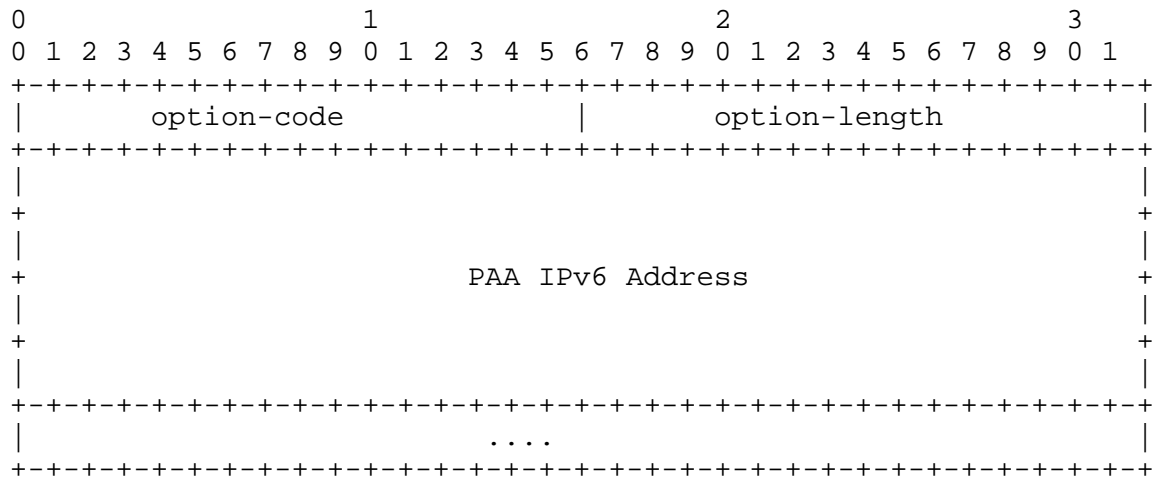 0                   1                   2                   3
0 1 2 3 4 5 6 7 8 9 0 1 2 3 4 5 6 7 8 9 0 1 2 3 4 5 6 7 8 9 0 1
+-+-+-+-+-+-+-+-+-+-+-+-+-+-+-+-+-+-+-+-+-+-+-+-+-+-+-+-+-+-+-+-+
|       option-code             |       option-length           |
+-+-+-+-+-+-+-+-+-+-+-+-+-+-+-+-+-+-+-+-+-+-+-+-+-+-+-+-+-+-+-+-+
|                                                               |
+                                                               +
|                                                               |
+                         PAA IPv6 Address                      +
|                                                               |
+                                                               +
|                                                               |
+-+-+-+-+-+-+-+-+-+-+-+-+-+-+-+-+-+-+-+-+-+-+-+-+-+-+-+-+-+-+-+-+
|                          ....                                 |
+-+-+-+-+-+-+-+-+-+-+-+-+-+-+-+-+-+-+-+-+-+-+-+-+-+-+-+-+-+-+-+-+